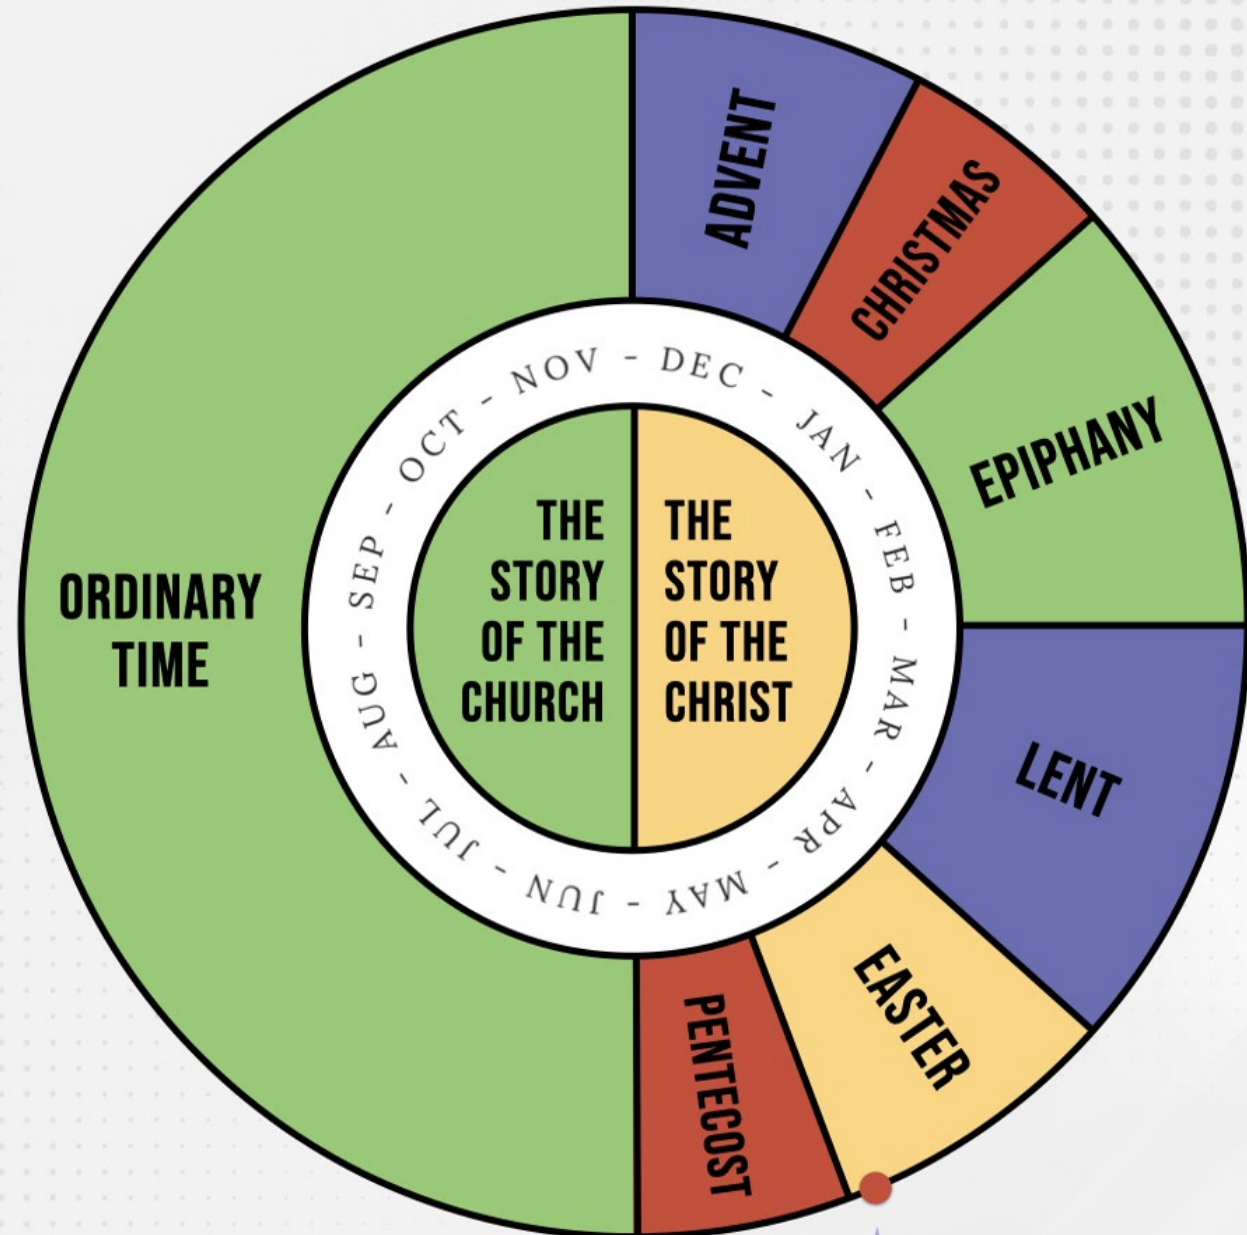 ADVENT
CHRISTMAS
EPIPHANY
LENT
EASTER
PENTECOST
ORDINARY
TIME
DEC - JAN - FEB - MAR - APR - MAY - JUN - JUL - AUG - SEP - OCT - NOV -
THE
STORY
OF THE
CHURCH
THE
STORY
OF THE
CHRIST